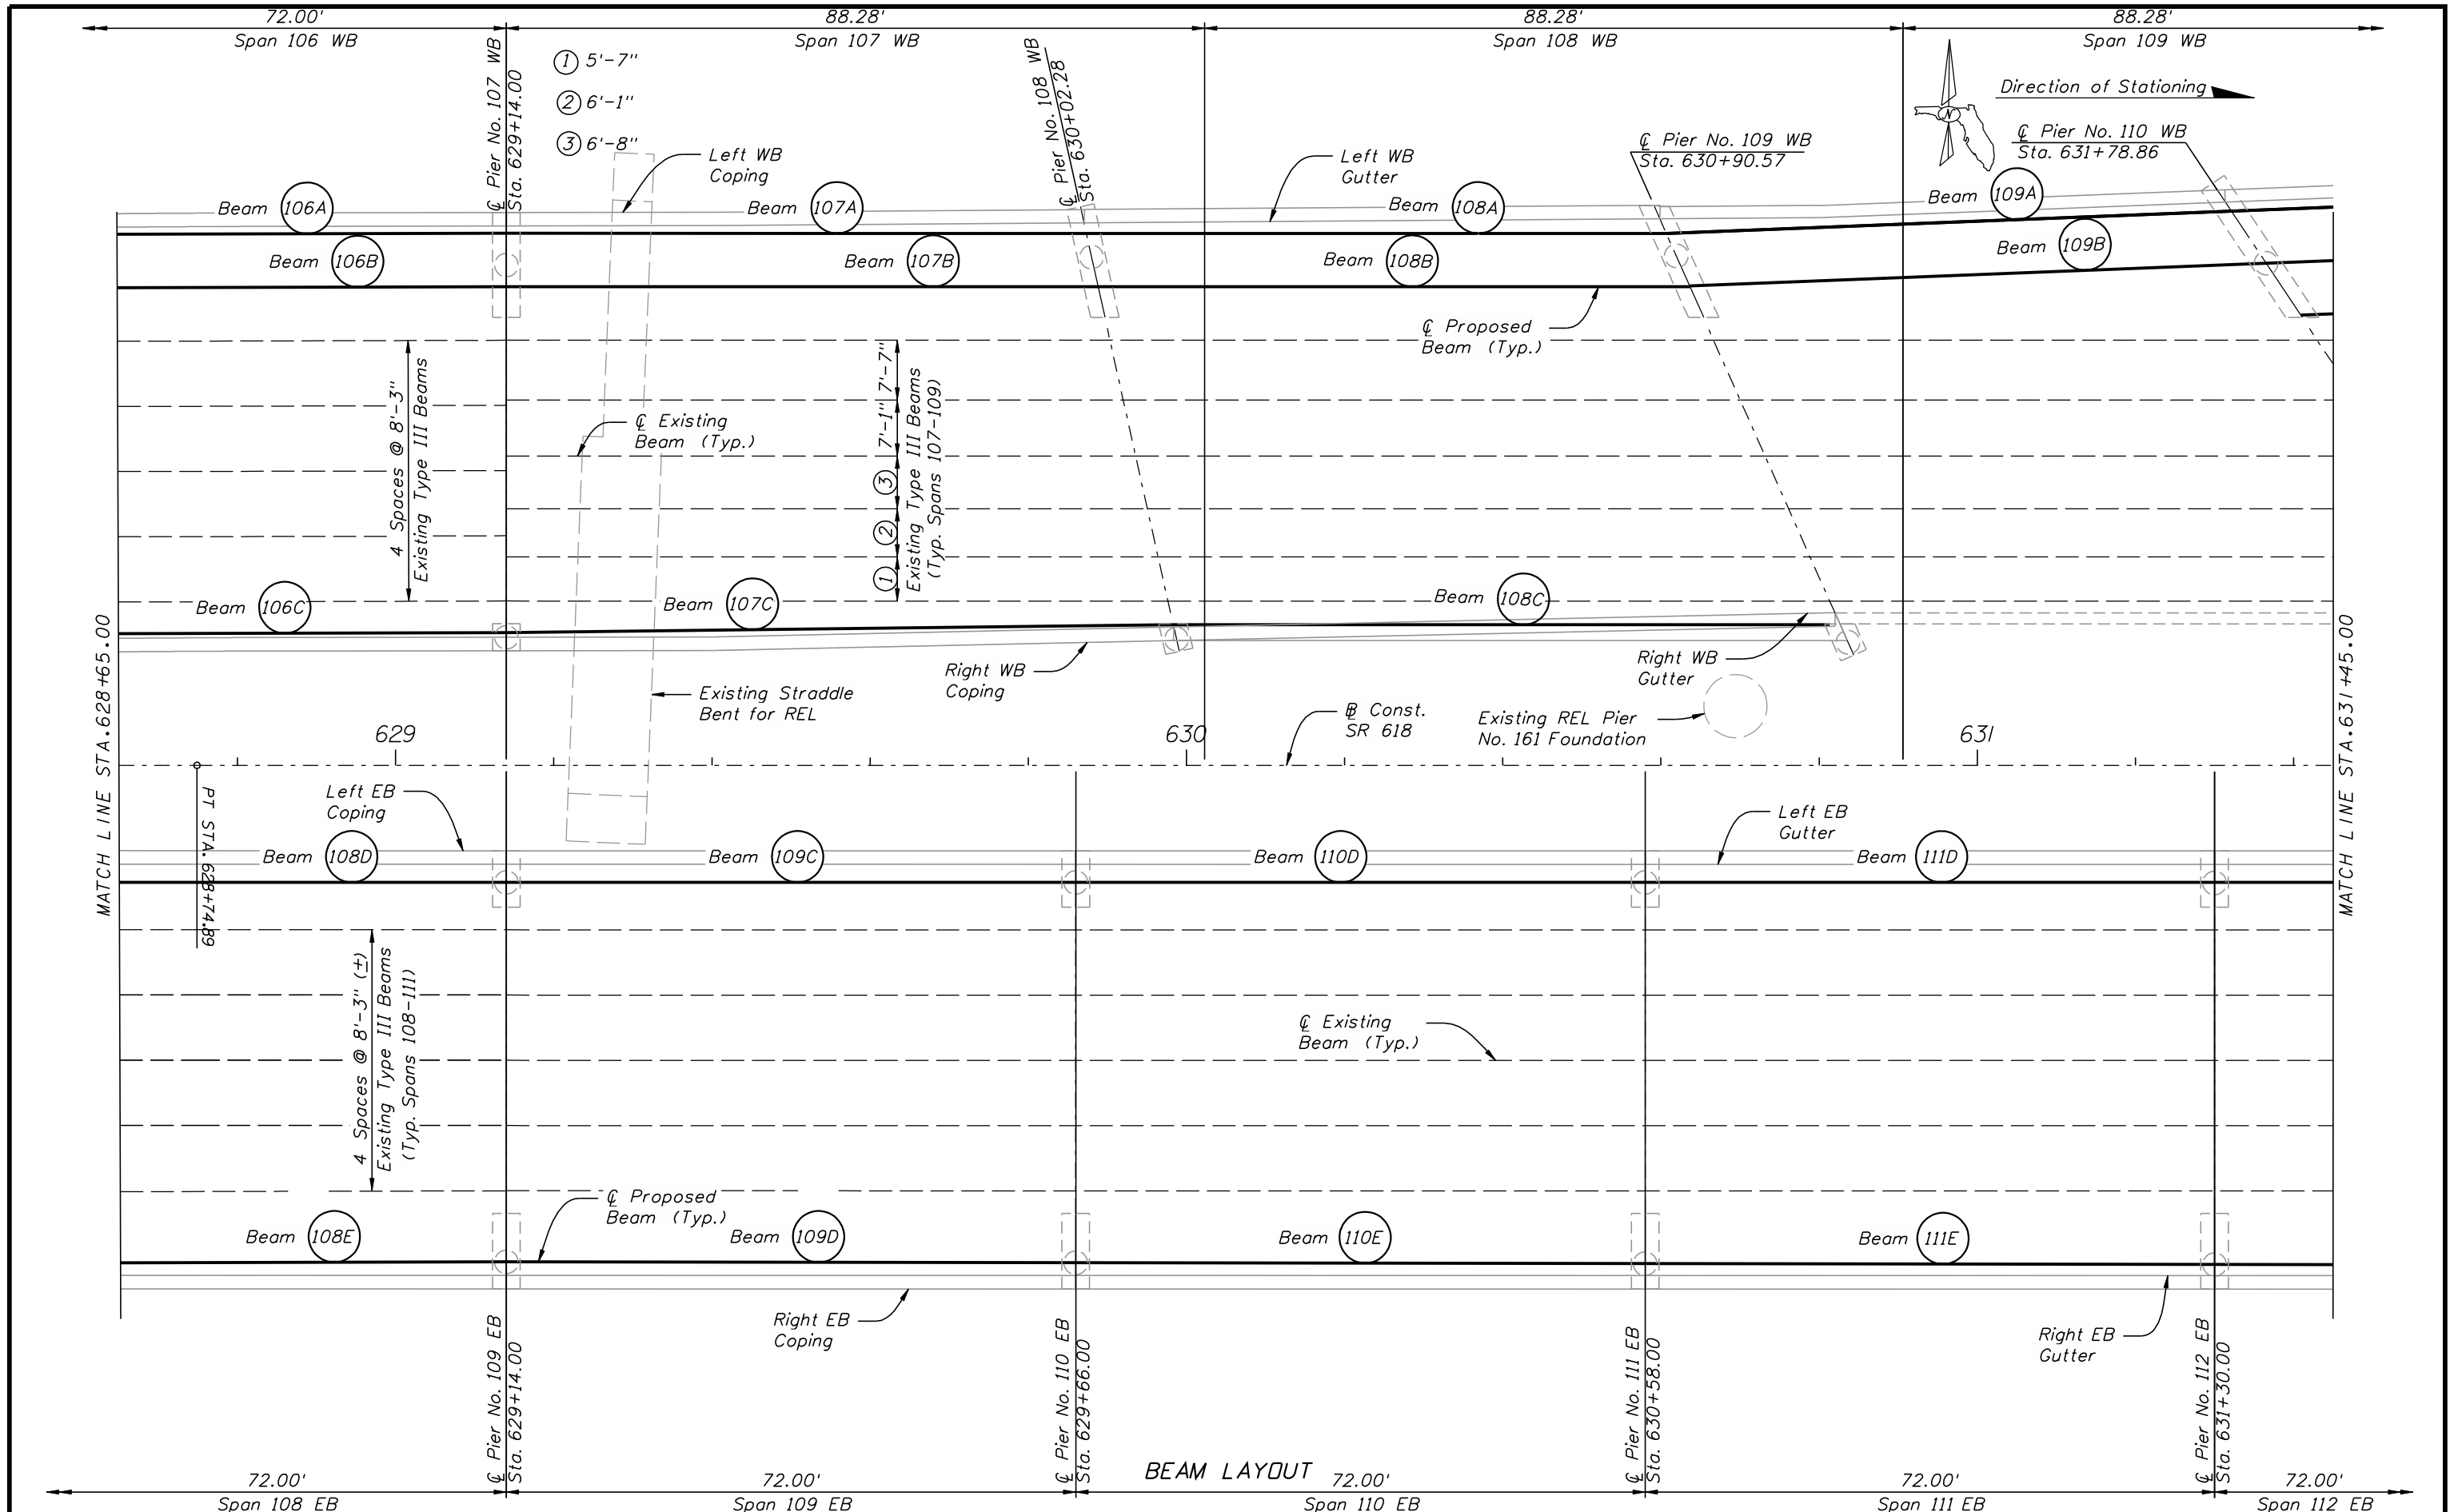 72.00' 88.28' 88.28' 88.28'
Span 106 WB Span 107 WB Span 108 WB Span 109 WB
① 5'-7"
② 6'-1"
③ 6'-8"
℄ Pier No. 107 WB
Sta. 629+14.00
℄ Pier No. 108 WB
Sta. 630+02.28
℄ Pier No. 109 WB
Sta. 630+90.57
℄ Pier No. 110 WB
Sta. 631+78.86
Direction of Stationing
N
Left WB
Coping
Left WB
Gutter
Beam 106A
Beam 107A
Beam 108A
Beam 109A
Beam 106B
Beam 107B
Beam 108B
Beam 109B
℄ Proposed
Beam (Typ.)
4 Spaces @ 8'-3"
Existing Type III Beams
℄ Existing
Beam (Typ.)
① ② ③ 7'-1" 7'-7"
Existing Type III Beams
(Typ. Spans 107-109)
Beam 106C
Beam 107C
Beam 108C
Right WB
Coping
Right WB
Gutter
Existing Straddle
Bent for REL
Existing REL Pier
No. 161 Foundation
MATCH LINE STA. 628+65.00
MATCH LINE STA. 631+45.00
629 630 631
B Const.
SR 618
PT STA. 628+74.89
Left EB
Coping
Left EB
Gutter
Beam 108D
Beam 109C
Beam 110D
Beam 111D
4 Spaces @ 8'-3" (±)
Existing Type III Beams
(Typ. Spans 108-111)
℄ Existing
Beam (Typ.)
℄ Proposed
Beam (Typ.)
Beam 108E
Beam 109D
Beam 110E
Beam 111E
Right EB
Coping
Right EB
Gutter
℄ Pier No. 109 EB
Sta. 629+14.00
℄ Pier No. 110 EB
Sta. 629+66.00
℄ Pier No. 111 EB
Sta. 630+58.00
℄ Pier No. 112 EB
Sta. 631+30.00
BEAM LAYOUT
72.00' 72.00' 72.00' 72.00' 72.00'
Span 108 EB Span 109 EB Span 110 EB Span 111 EB Span 112 EB